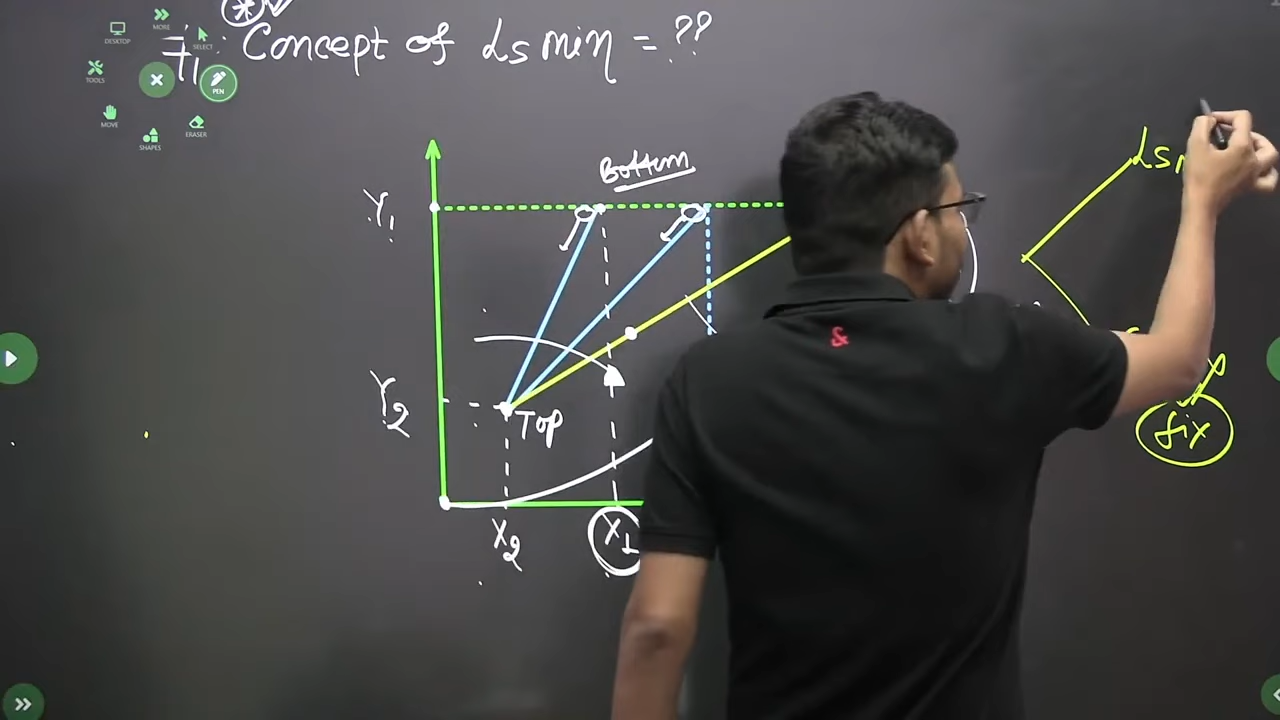 Concept of Ls min = ??
MORE
DESKTOP
SELECT
TOOLS
PEN
MOVE
ERASER
SHAPES
Bottom
Y1
Y2
Top
X2
X1
Ls
fix
&